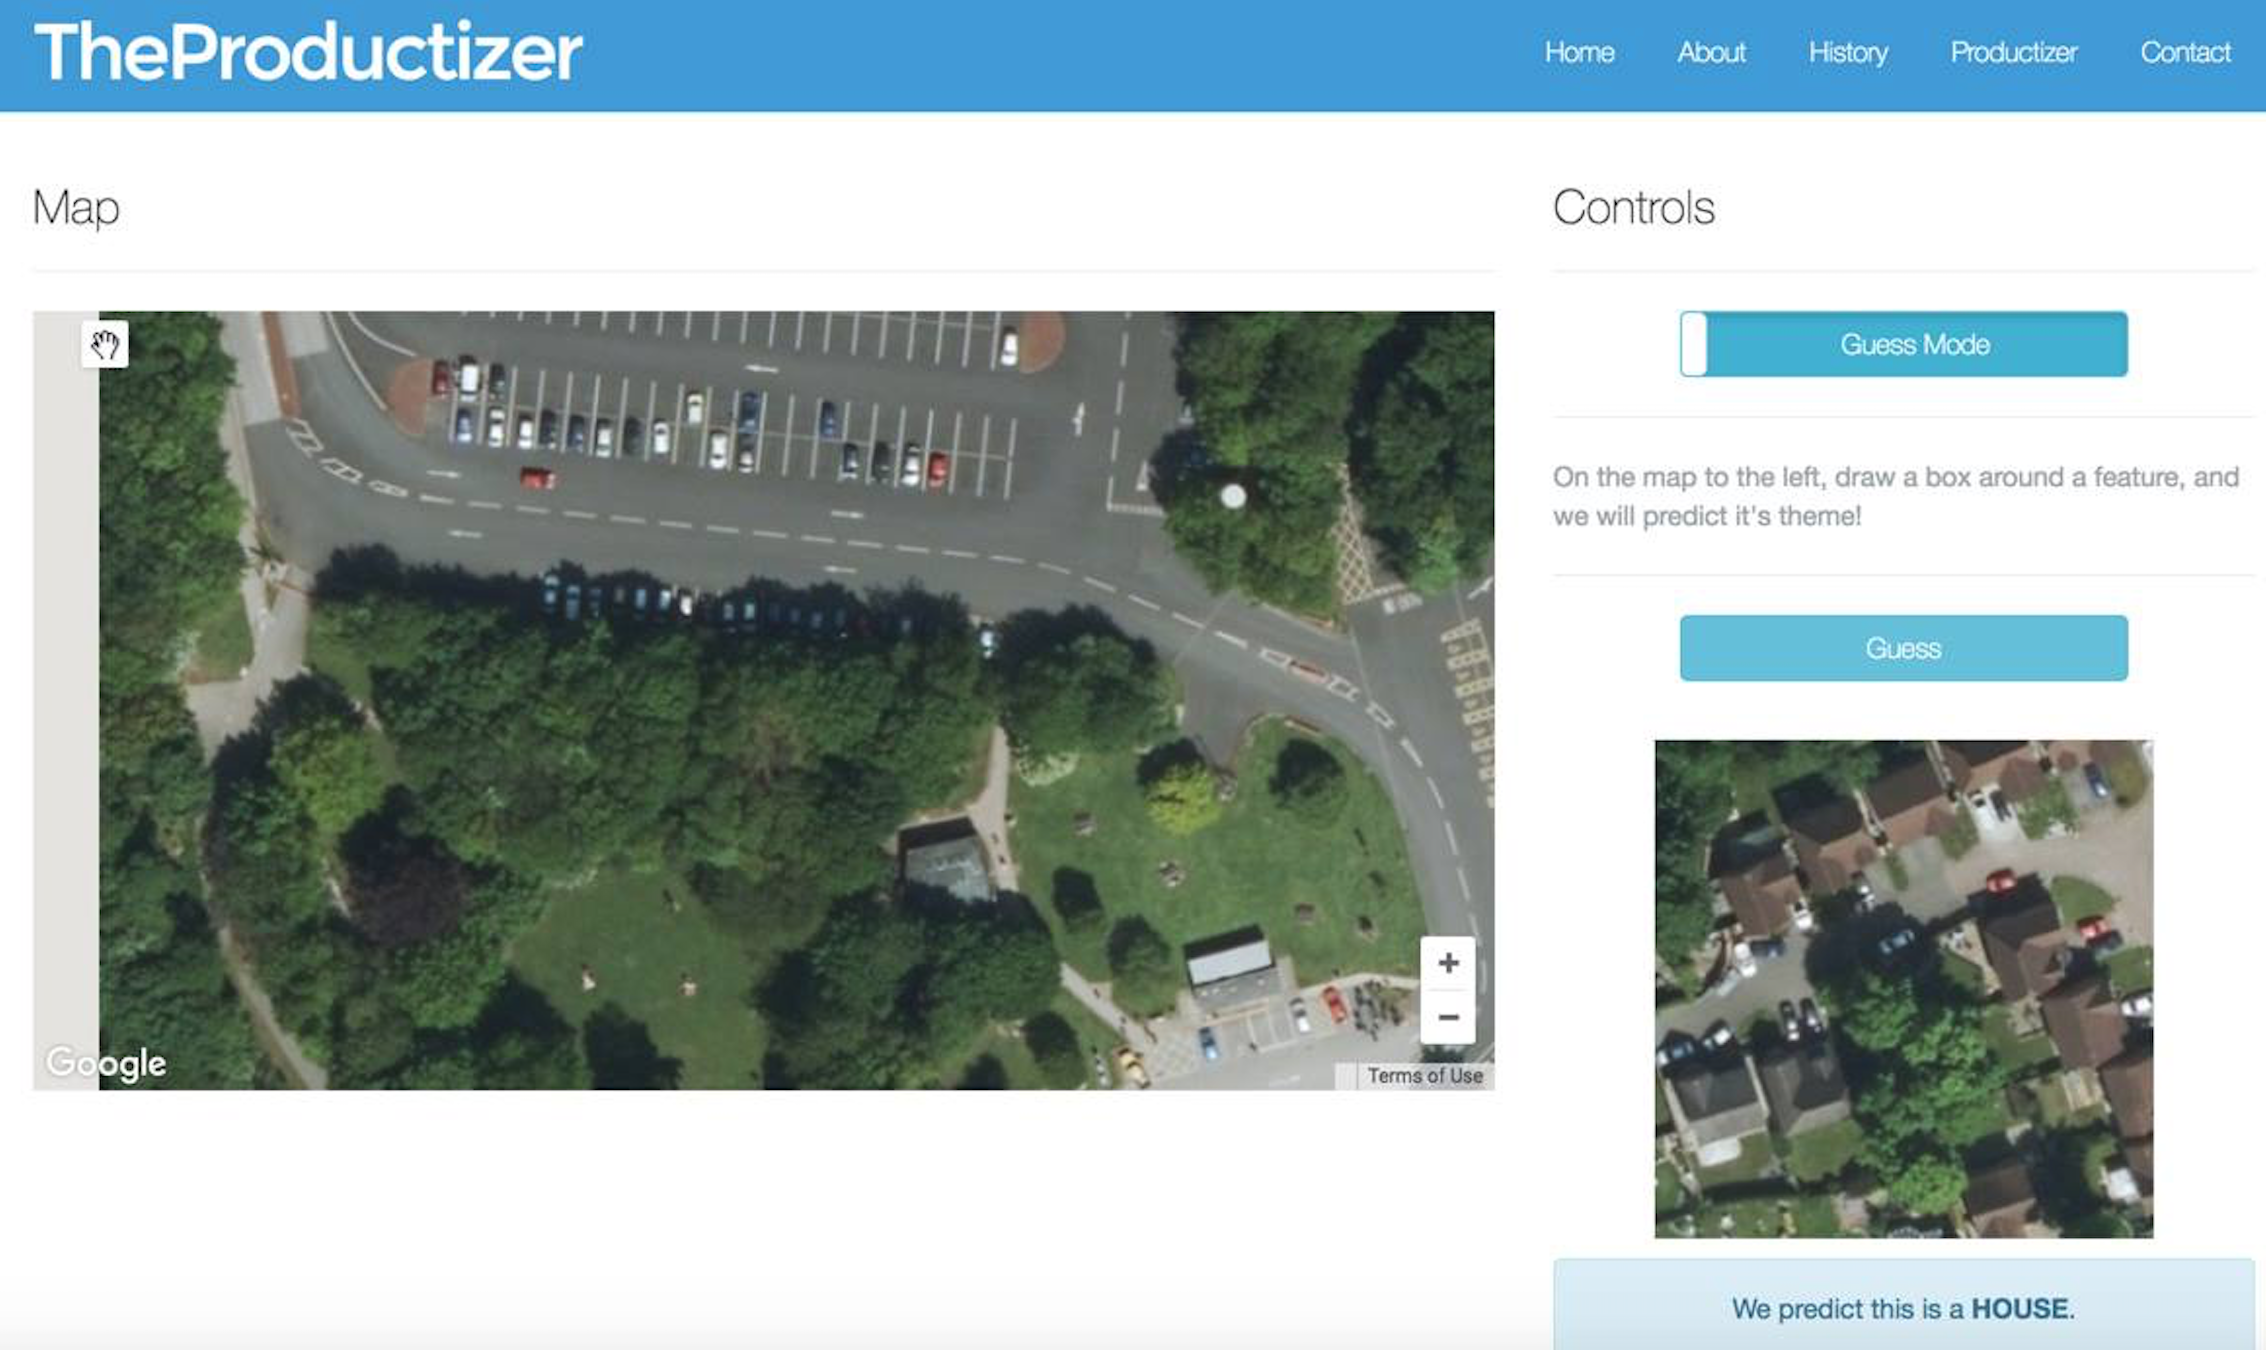 TheProductizer
Home About History Productizer Contact
Map
Controls
Guess Mode
On the map to the left, draw a box around a feature, and
we will predict it's theme!
Guess
+
−
Google
Terms of Use
We predict this is a HOUSE.